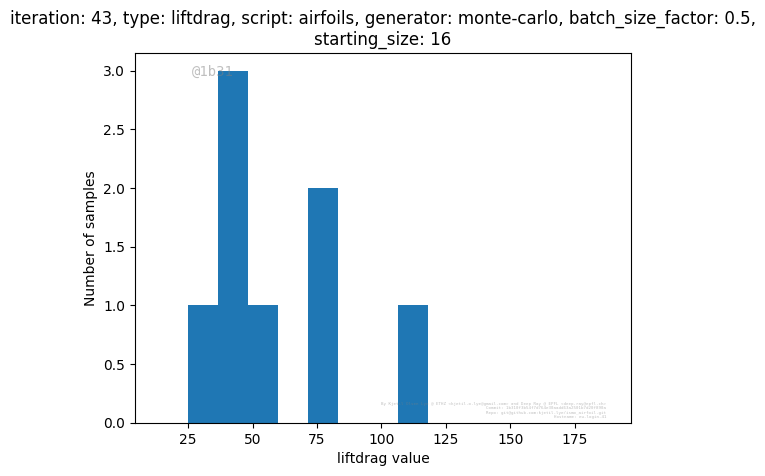 iteration: 43, type: liftdrag, script: airfoils, generator: monte-carlo, batch_size_factor: 0.5,
starting_size: 16
@1b31
3.0
2.5
2.0
1.5
1.0
0.5
0.0
Number of samples
25 50 75 100 125 150 175
liftdrag value